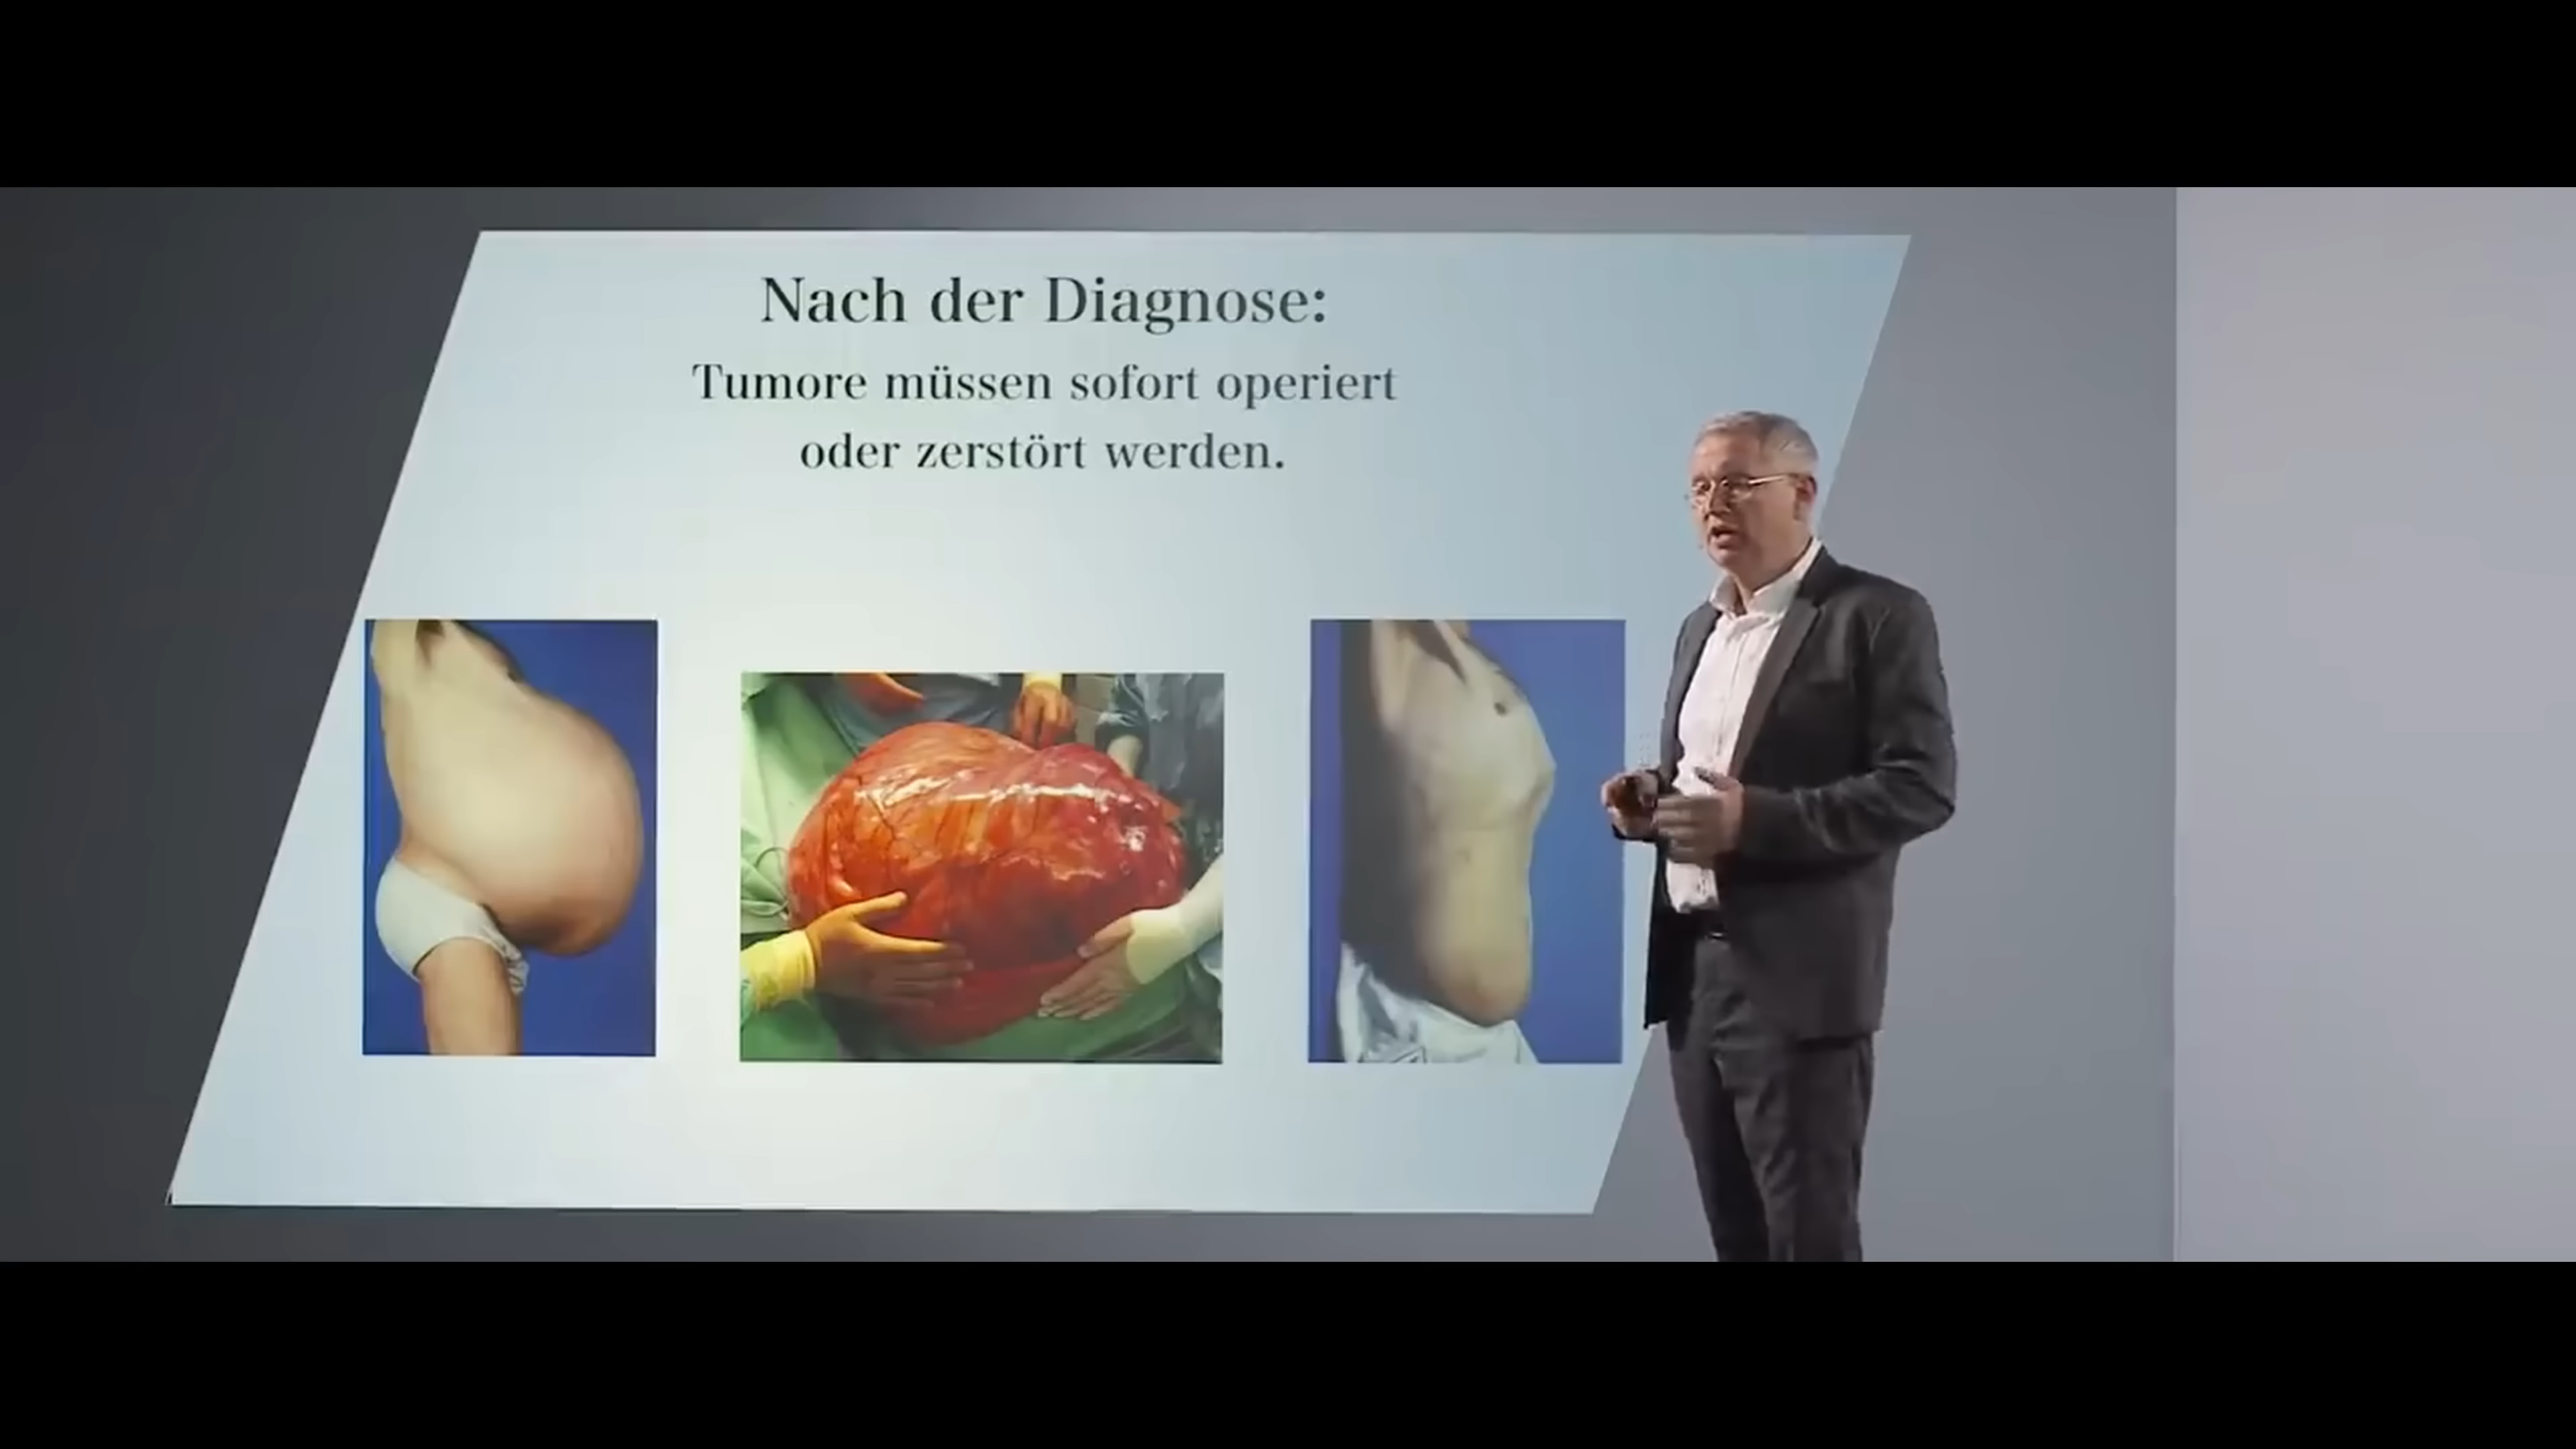 Nach der Diagnose:
Tumore müssen sofort operiert
oder zerstört werden.